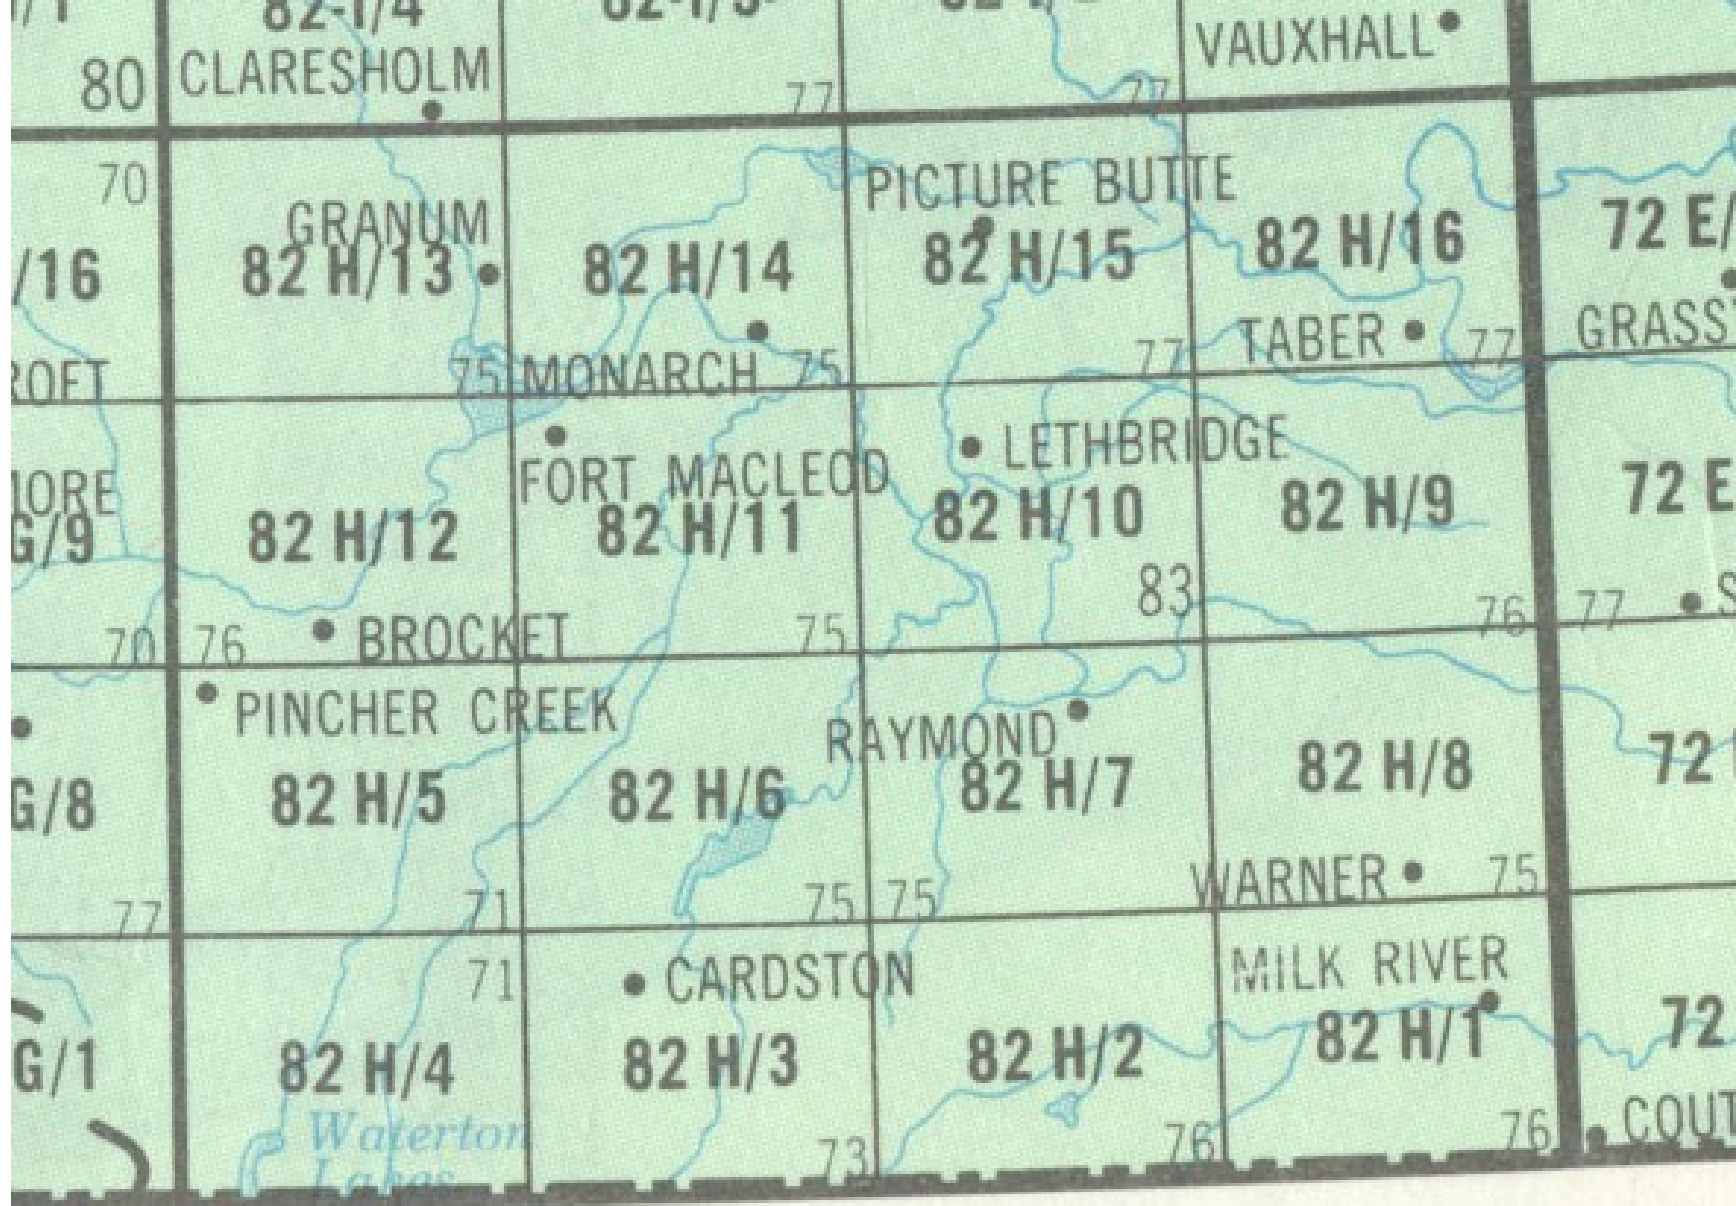 82-I/4
CLARESHOLM
80
77
77
VAUXHALL
70
GRANUM
82 H/13
82 H/14
PICTURE BUTTE
82 H/15
82 H/16
72 E/
/16
TABER
77
77
GRASS
75
MONARCH
75
ROFT
LETHBRIDGE
FORT MACLEOD
82 H/12
82 H/11
82 H/10
82 H/9
72 E
G/9
83
76
77
S
70
76
BROCKET
75
PINCHER CREEK
RAYMOND
82 H/5
82 H/6
82 H/7
82 H/8
72
G/8
WARNER
75
77
71
75
75
71
CARDSTON
MILK RIVER
82 H/4
82 H/3
82 H/2
82 H/1
72
G/1
Waterton
Lakes
73
76
76
COUT